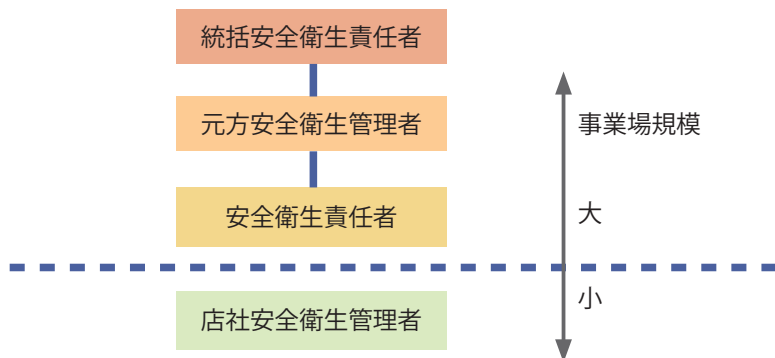 統括安全衛生責任者
元方安全衛生管理者
事業場規模
安全衛生責任者
大
小
店社安全衛生管理者